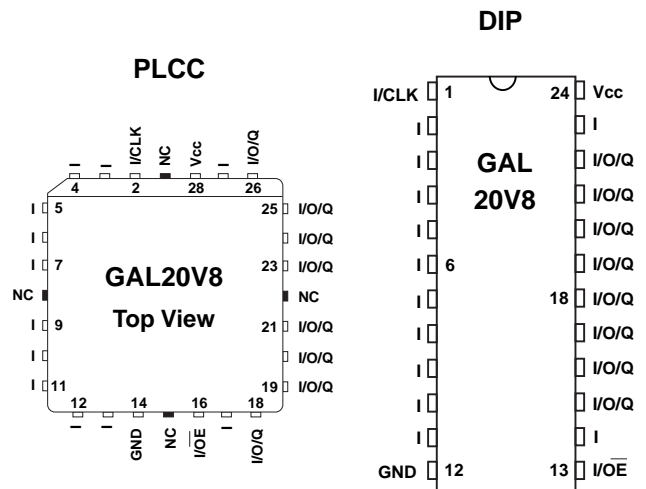 DIP
PLCC
I I I/CLK NC Vcc I I/O/Q
4 2 28 26
I 5 25 I/O/Q
I I/O/Q
I 7 23 I/O/Q
NC NC
I 9 21 I/O/Q
I I/O/Q
I 11 19 I/O/Q
12 14 16 18
I I GND NC I/OE I I/O/Q
GAL20V8
Top View
I/CLK 1 24 Vcc
I I
I I/O/Q
I I/O/Q
I I/O/Q
I 6 I/O/Q
I 18 I/O/Q
I I/O/Q
I I/O/Q
I I/O/Q
I I
GND 12 13 I/OE
GAL
20V8